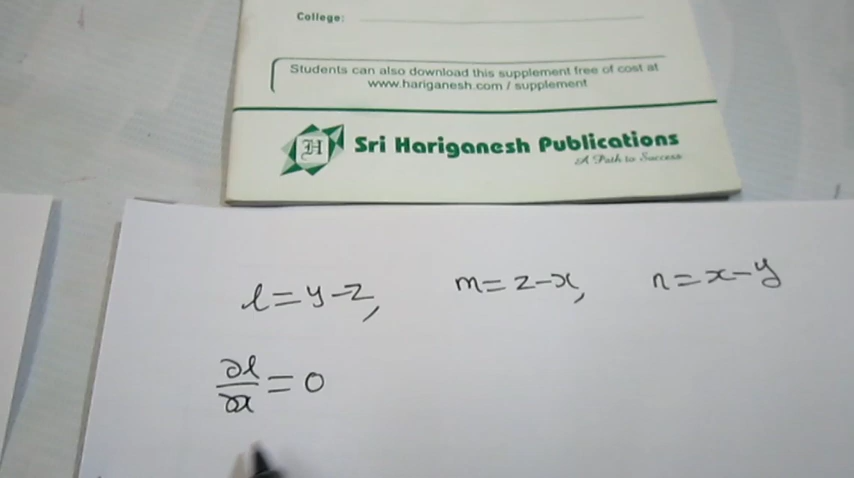 College:
Students can also download this supplement free of cost at
www.hariganesh.com / supplement
H Sri Hariganesh Publications
A Path to Success
l=y-z, m=z-x, n=x-y
∂l/∂x=0